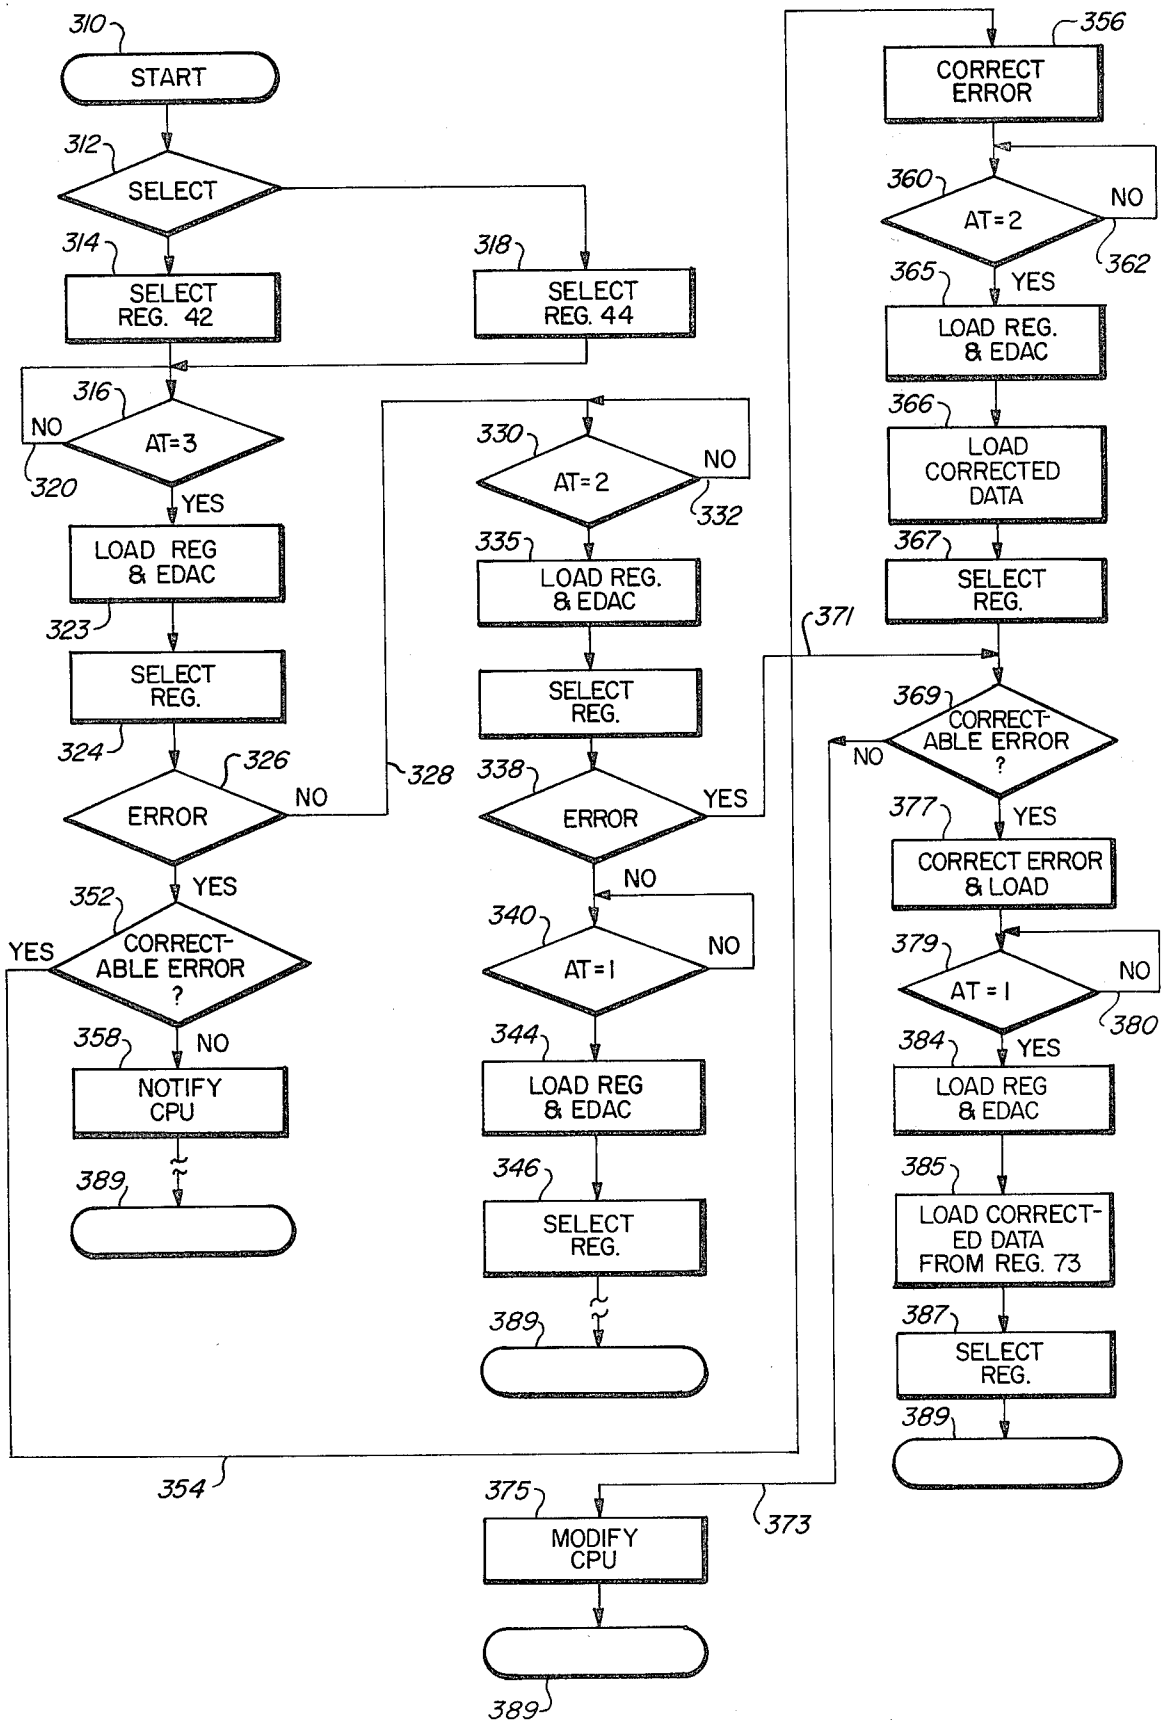 310
START
312
SELECT
314
SELECT
REG. 42
318
SELECT
REG. 44
316
AT=3
NO
320
YES
LOAD REG
& EDAC
323
SELECT
REG.
324
326
ERROR
NO
328
YES
352
CORRECT-
ABLE ERROR
?
YES
354
NO
358
NOTIFY
CPU
389
330
AT=2
NO
332
335
LOAD REG.
& EDAC
SELECT
REG.
338
ERROR
YES
371
NO
340
AT=1
NO
344
LOAD REG
& EDAC
346
SELECT
REG.
389
356
CORRECT
ERROR
360
AT=2
NO
362
YES
365
LOAD REG.
& EDAC
366
LOAD
CORRECTED
DATA
367
SELECT
REG.
369
CORRECT-
ABLE ERROR
?
NO
373
YES
377
CORRECT ERROR
& LOAD
379
AT=1
NO
380
YES
384
LOAD REG
& EDAC
385
LOAD CORRECT-
ED DATA
FROM REG. 73
387
SELECT
REG.
389
375
MODIFY
CPU
389